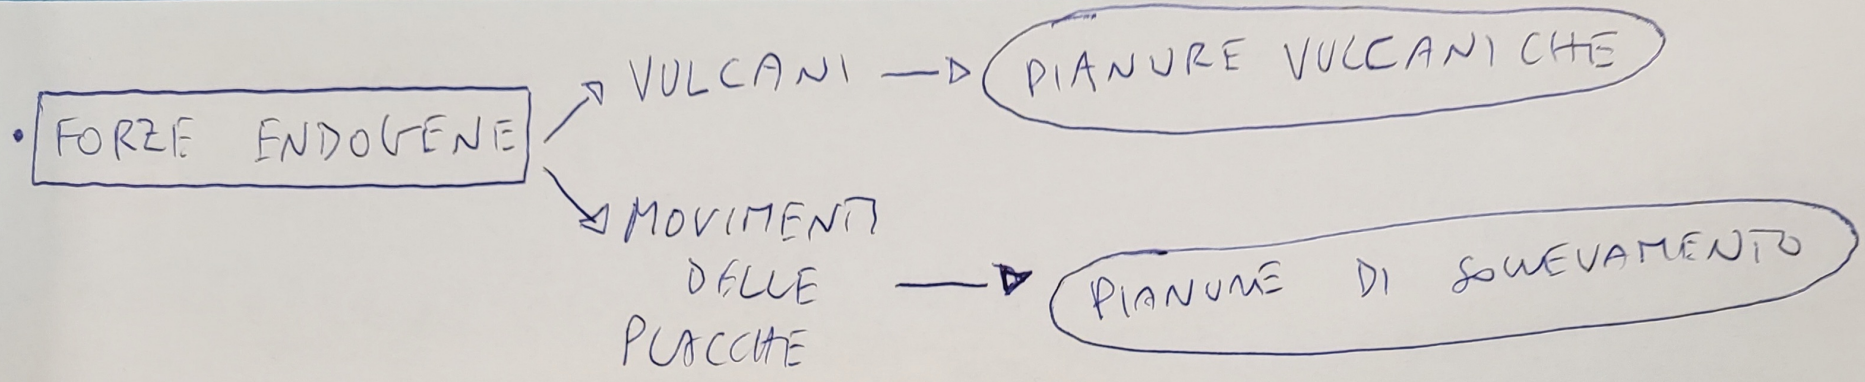 VULCANI PIANURE VULCANICHE
• FORZE ENDOGENE
MOVIMENTI
DELLE PIANURE DI SOLLEVAMENTO
PLACCHE